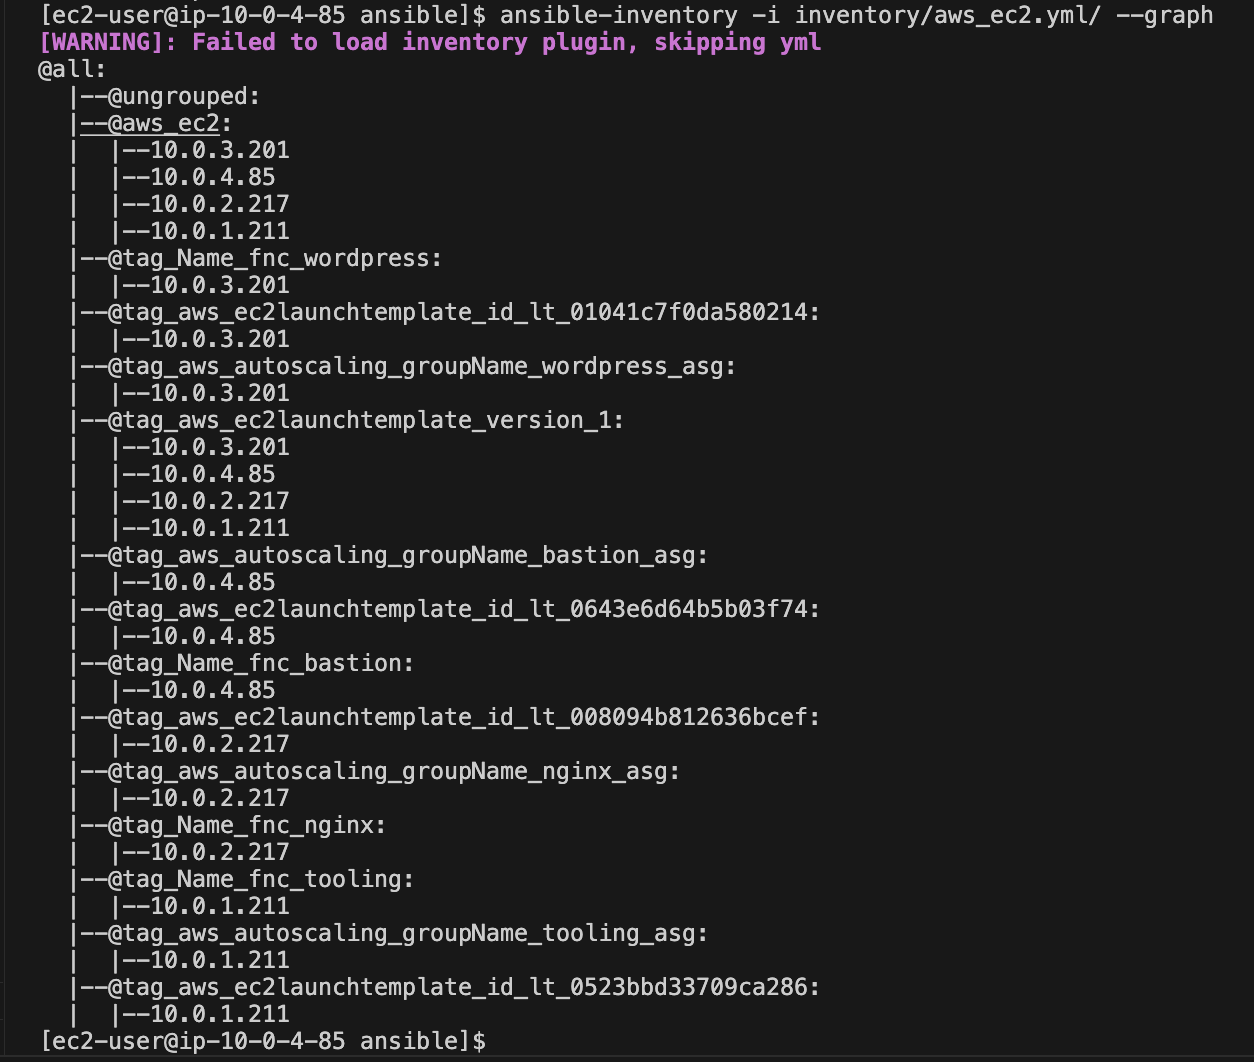 [ec2-user@ip-10-0-4-85 ansible]$ ansible-inventory -i inventory/aws_ec2.yml/ --graph
[WARNING]: Failed to load inventory plugin, skipping yml
@all:
  |--@ungrouped:
  |--@aws_ec2:
  |  |--10.0.3.201
  |  |--10.0.4.85
  |  |--10.0.2.217
  |  |--10.0.1.211
  |--@tag_Name_fnc_wordpress:
  |  |--10.0.3.201
  |--@tag_aws_ec2launchtemplate_id_lt_01041c7f0da580214:
  |  |--10.0.3.201
  |--@tag_aws_autoscaling_groupName_wordpress_asg:
  |  |--10.0.3.201
  |--@tag_aws_ec2launchtemplate_version_1:
  |  |--10.0.3.201
  |  |--10.0.4.85
  |  |--10.0.2.217
  |  |--10.0.1.211
  |--@tag_aws_autoscaling_groupName_bastion_asg:
  |  |--10.0.4.85
  |--@tag_aws_ec2launchtemplate_id_lt_0643e6d64b5b03f74:
  |  |--10.0.4.85
  |--@tag_Name_fnc_bastion:
  |  |--10.0.4.85
  |--@tag_aws_ec2launchtemplate_id_lt_008094b812636bcef:
  |  |--10.0.2.217
  |--@tag_aws_autoscaling_groupName_nginx_asg:
  |  |--10.0.2.217
  |--@tag_Name_fnc_nginx:
  |  |--10.0.2.217
  |--@tag_Name_fnc_tooling:
  |  |--10.0.1.211
  |--@tag_aws_autoscaling_groupName_tooling_asg:
  |  |--10.0.1.211
  |--@tag_aws_ec2launchtemplate_id_lt_0523bbd33709ca286:
  |  |--10.0.1.211
[ec2-user@ip-10-0-4-85 ansible]$